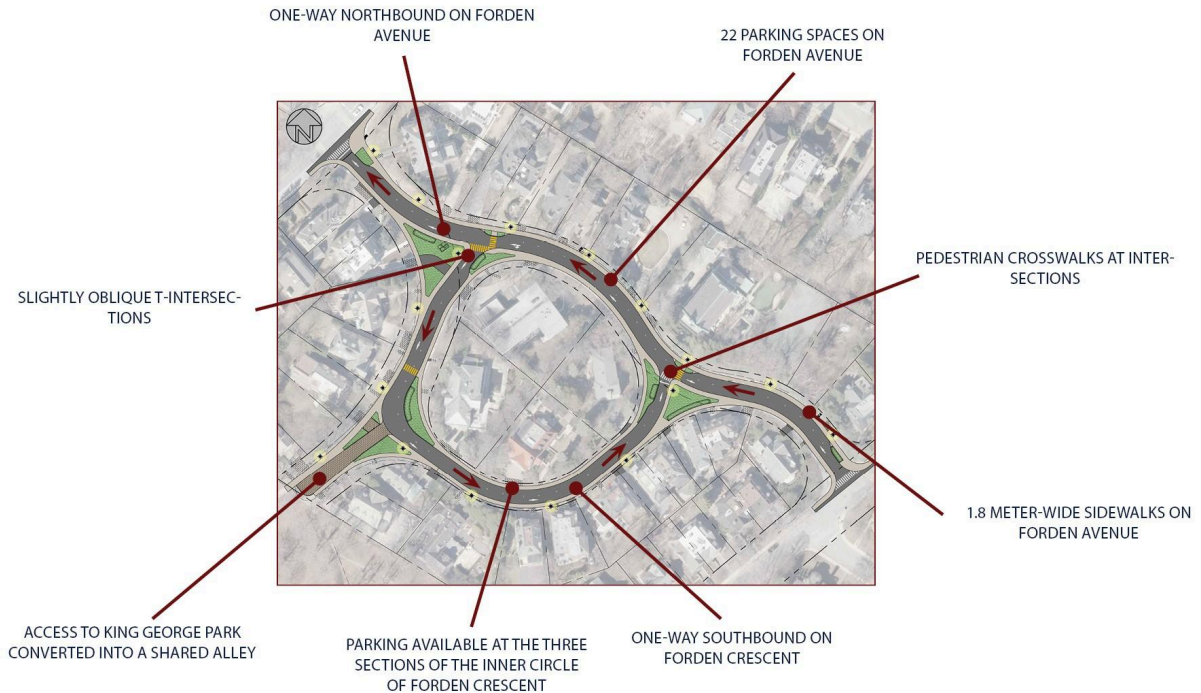 ONE-WAY NORTHBOUND ON FORDEN
AVENUE
22 PARKING SPACES ON
FORDEN AVENUE
N
PEDESTRIAN CROSSWALKS AT INTER-
SECTIONS
SLIGHTLY OBLIQUE T-INTERSEC-
TIONS
1.8 METER-WIDE SIDEWALKS ON
FORDEN AVENUE
ACCESS TO KING GEORGE PARK
CONVERTED INTO A SHARED ALLEY
PARKING AVAILABLE AT THE THREE
SECTIONS OF THE INNER CIRCLE
OF FORDEN CRESCENT
ONE-WAY SOUTHBOUND ON
FORDEN CRESCENT